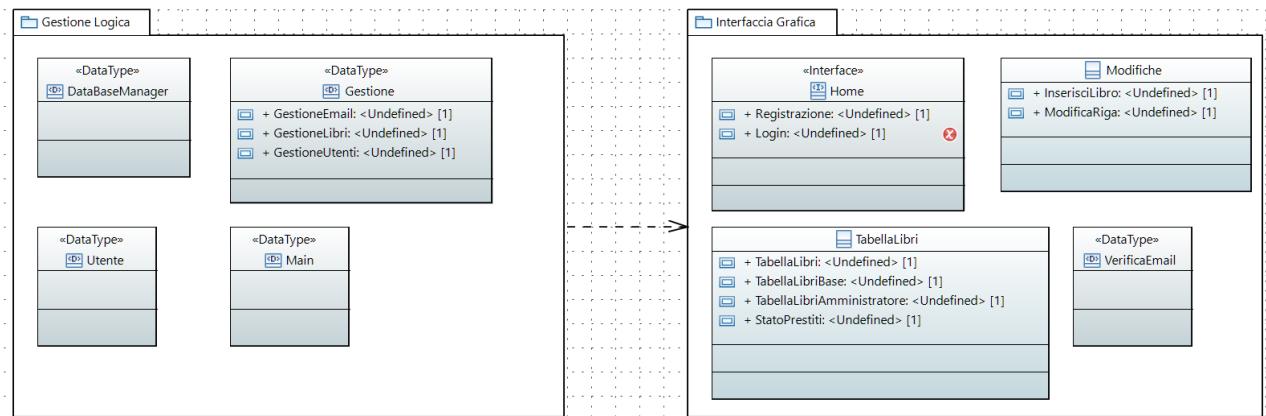 Gestione Logica
«DataType»
DataBaseManager
«DataType»
Gestione
+ GestioneEmail: <Undefined> [1]
+ GestioneLibri: <Undefined> [1]
+ GestioneUtenti: <Undefined> [1]
«DataType»
Utente
«DataType»
Main
Interfaccia Grafica
«Interface»
Home
+ Registrazione: <Undefined> [1]
+ Login: <Undefined> [1]
Modifiche
+ InserisciLibro: <Undefined> [1]
+ ModificaRiga: <Undefined> [1]
TabellaLibri
+ TabellaLibri: <Undefined> [1]
+ TabellaLibriBase: <Undefined> [1]
+ TabellaLibriAmministratore: <Undefined> [1]
+ StatoPrestiti: <Undefined> [1]
«DataType»
VerificaEmail